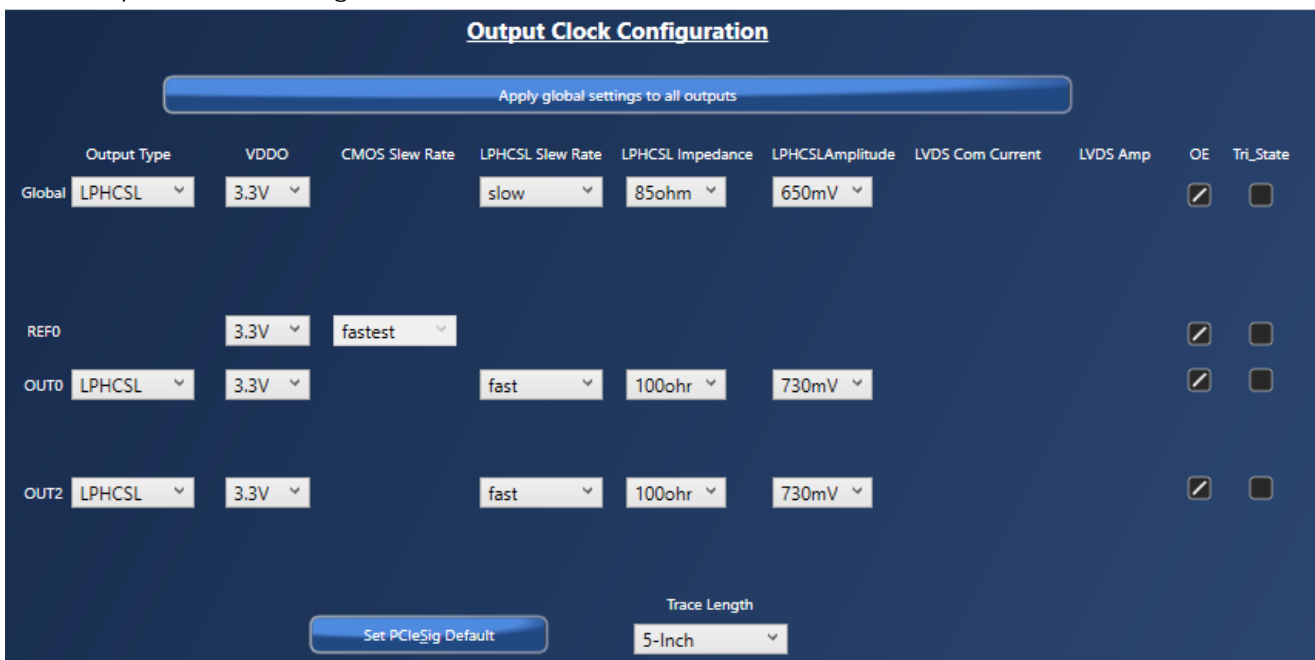 Output Clock Configuration
Apply global settings to all outputs
Output Type VDDO CMOS Slew Rate LPHCSL Slew Rate LPHCSL Impedance LPHCSLAmplitude LVDS Com Current LVDS Amp OE Tri_State
Global LPHCSL 3.3V slow 85ohm 650mV
REF0 3.3V fastest
OUT0 LPHCSL 3.3V fast 100ohr 730mV
OUT2 LPHCSL 3.3V fast 100ohr 730mV
Trace Length
Set PCIeSig Default 5-Inch